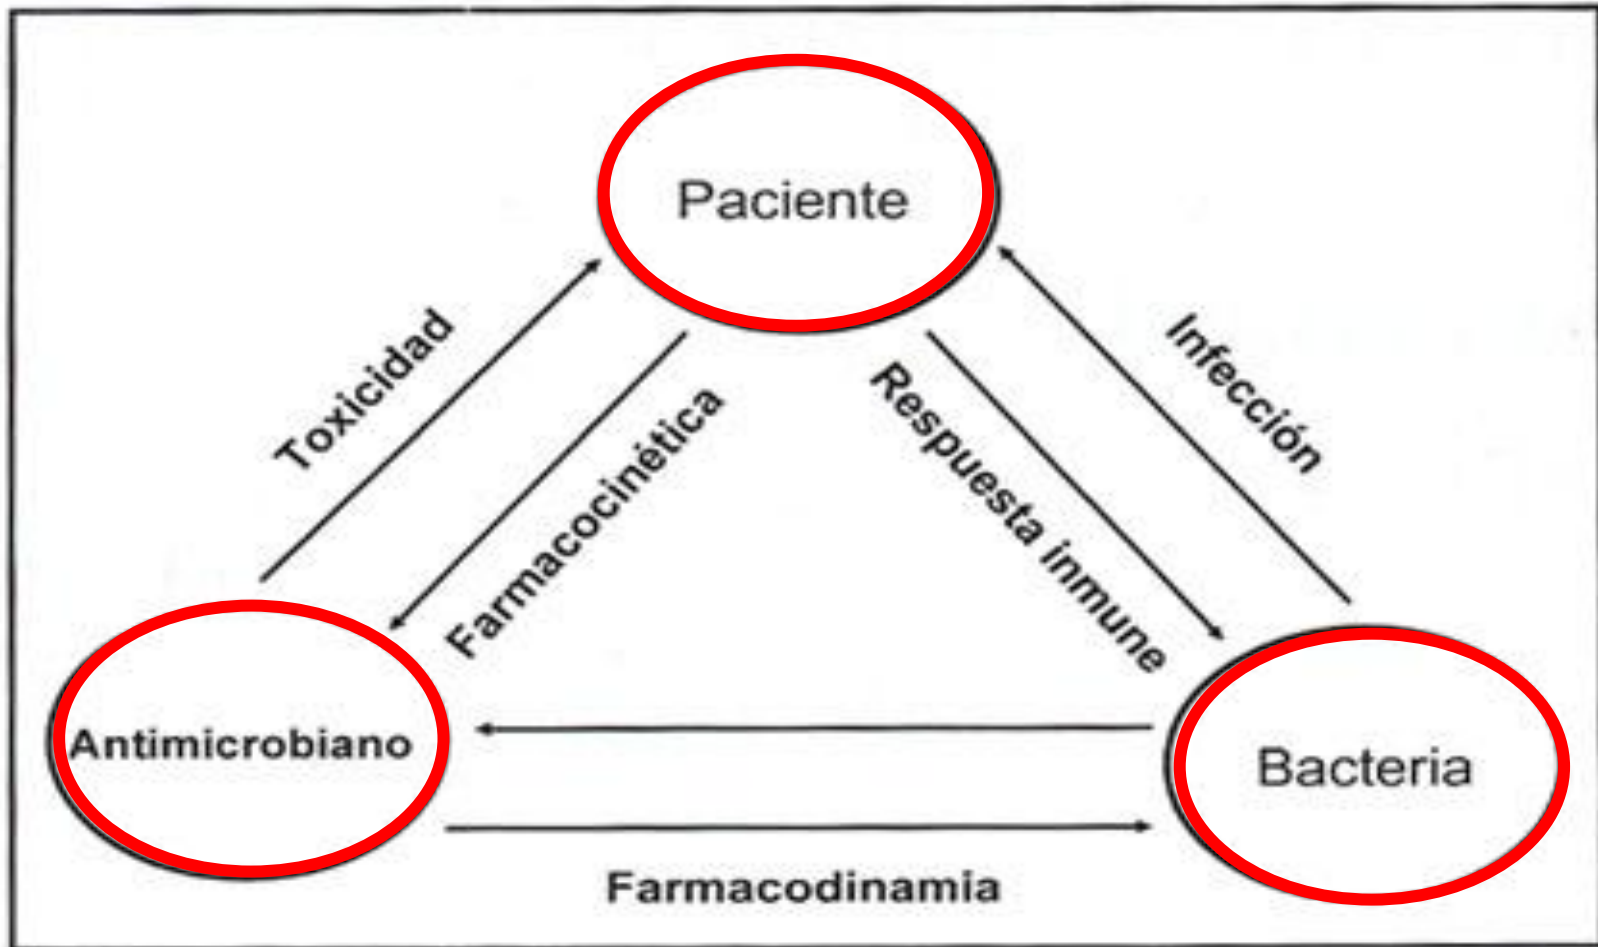 Paciente
Toxicidad
Farmacocinética
Respuesta inmune
Infección
Antimicrobiano
Bacteria
Farmacodinamia